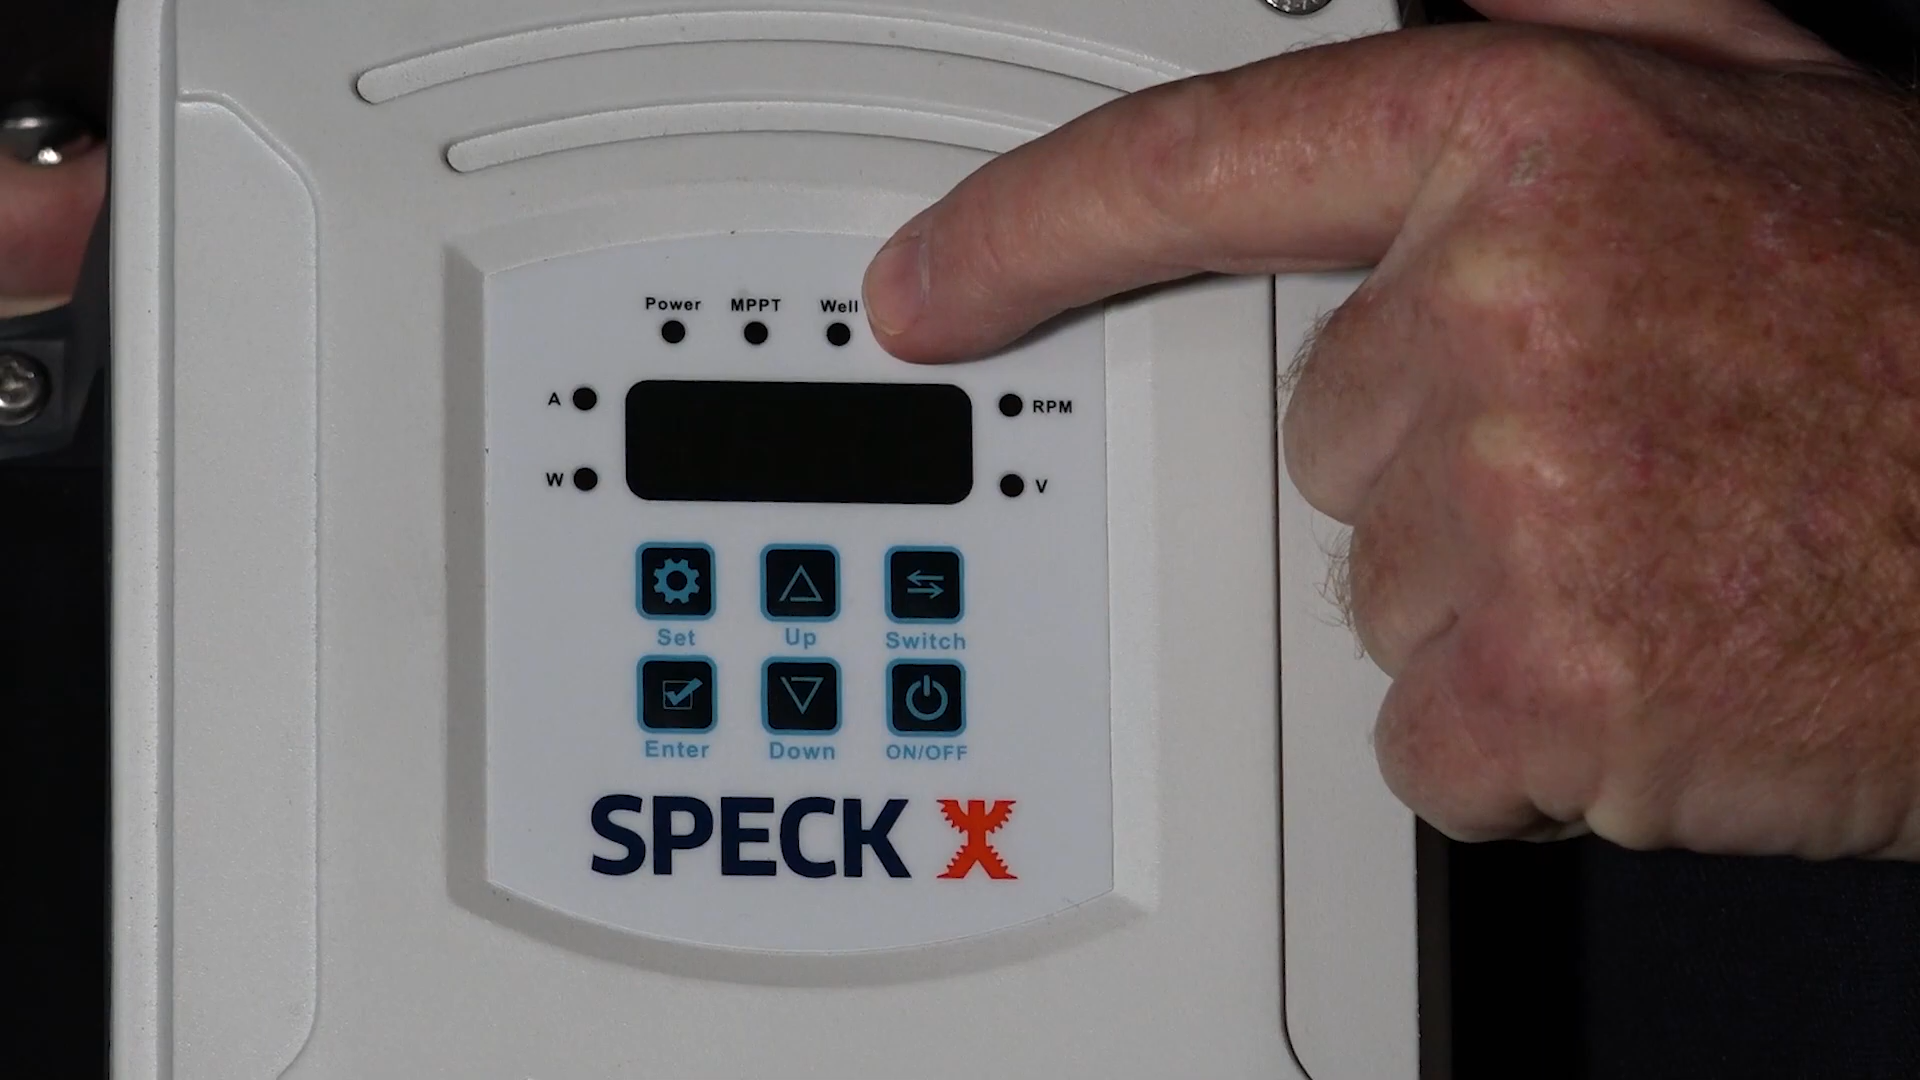 Power MPPT Well
A RPM
W V
Set Up Switch
Enter Down ON/OFF
SPECK